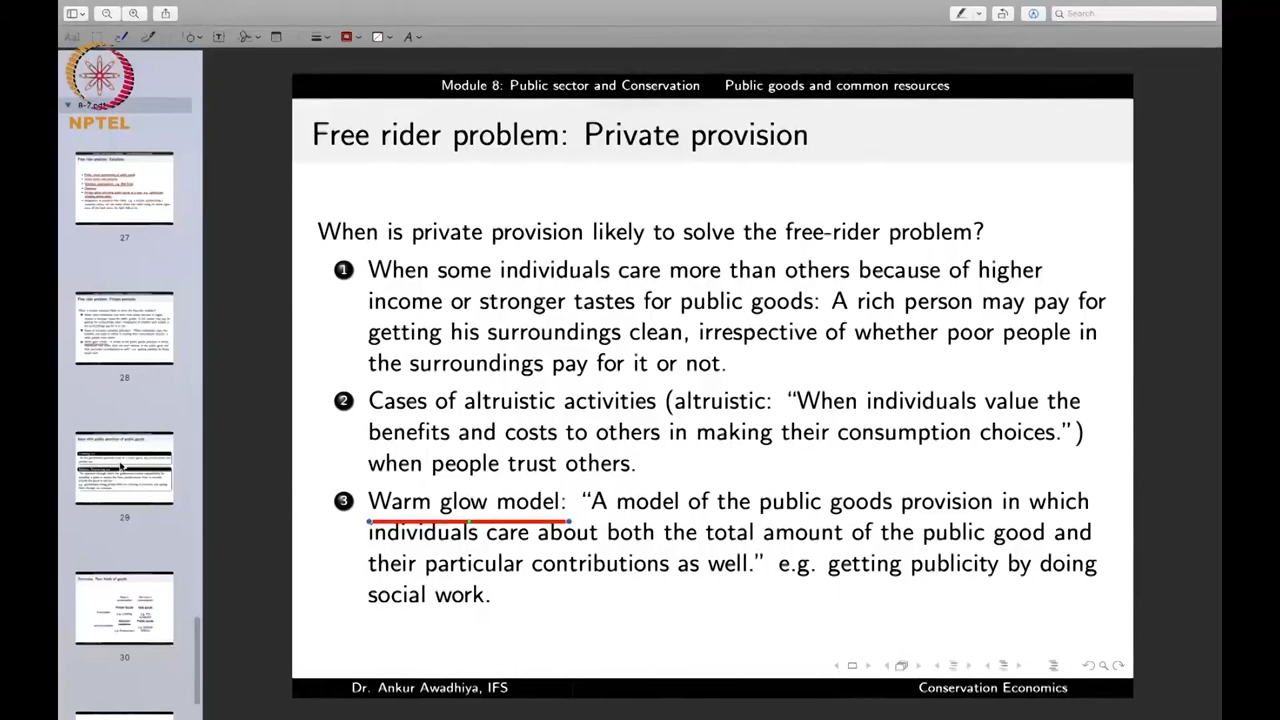 Search
A-7.pdf
NPTEL
27
28
29
30
Module 8: Public sector and Conservation Public goods and common resources
Free rider problem: Private provision
When is private provision likely to solve the free-rider problem?
1 When some individuals care more than others because of higher
income or stronger tastes for public goods: A rich person may pay for
getting his surroundings clean, irrespective of whether poor people in
the surroundings pay for it or not.
2 Cases of altruistic activities (altruistic: “When individuals value the
benefits and costs to others in making their consumption choices.”)
when people trust others.
3 Warm glow model: “A model of the public goods provision in which
individuals care about both the total amount of the public good and
their particular contributions as well.” e.g. getting publicity by doing
social work.
Dr. Ankur Awadhiya, IFS Conservation Economics